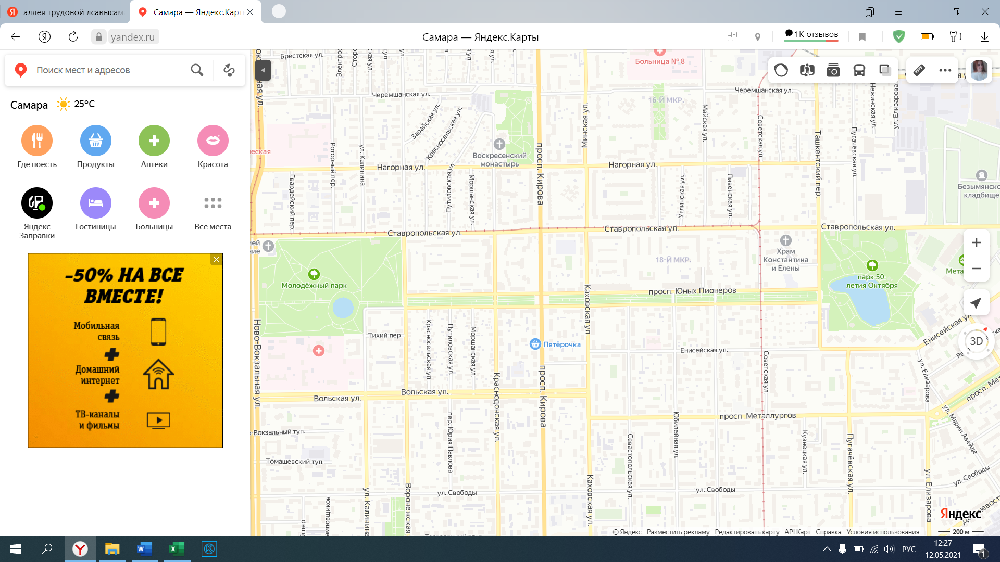 аллея трудовой лсавысам
Самара — Яндекс.Карт
yandex.ru
Самара — Яндекс.Карты
1К отзывов
Поиск мест и адресов
Самара
25°C
Где поесть
Продукты
Аптеки
Красота
Яндекс
Заправки
Гостиницы
Больницы
Все места
-50% НА ВСЕ
ВМЕСТЕ!
Мобильная
связь
Домашний
интернет
ТВ-каналы
и фильмы
Брестская ул.
Больница № 8
Черемшанская ул.
Черемшанская ул.
16-Й МКР.
Зарайская ул.
Красносельская ул.
Минская ул.
Майская ул.
Советская ул.
Нежинская ул.
ул. Елизарова
Пугачёвская ул.
Ташкентский пер.
Роторный пер.
ул. Калинина
Воскресенский
монастырь
просп. Кирова
Нагорная ул.
Нагорная ул.
Гвардейский пер.
Путиловская ул.
Моршанская ул.
Угличская ул.
Ливенская ул.
Безымянско
кладбище
Ставропольская ул.
Ставропольская ул.
Ставропольская ул.
Храм
Константина
и Елены
18-Й МКР.
Молодёжный парк
парк 50-
летия Октября
Мета
просп. Юных Пионеров
Каховская ул.
Ново-Вокзальная ул.
Тихий пер.
Красносельская ул.
Путиловская ул.
Моршанская ул.
Пятёрочка
Енисейская ул.
Енисейская ул.
3D
Советская ул.
ул. Елизарова
просп. Ме
Вольская ул.
Вольская ул.
Краснодонская ул.
просп. Кирова
просп. Металлургов
ул. Марии Авейде
о-Вокзальный туп.
пер. Юрия Павлова
Севастопольская ул.
Юбилейная ул.
Кузнецкая ул.
Пугачёвская ул.
Томашевский туп.
ул. Елизарова
ул. Свободы
ул. Свободы
ул. Свободы
ул. Калинина
Воронежская
Каховская ул.
Яндекс
© Яндекс
Разместить рекламу
Редактировать карту
API Карт
Справка
Условия использования
200 м
РУС
12:27
12.05.2021
1